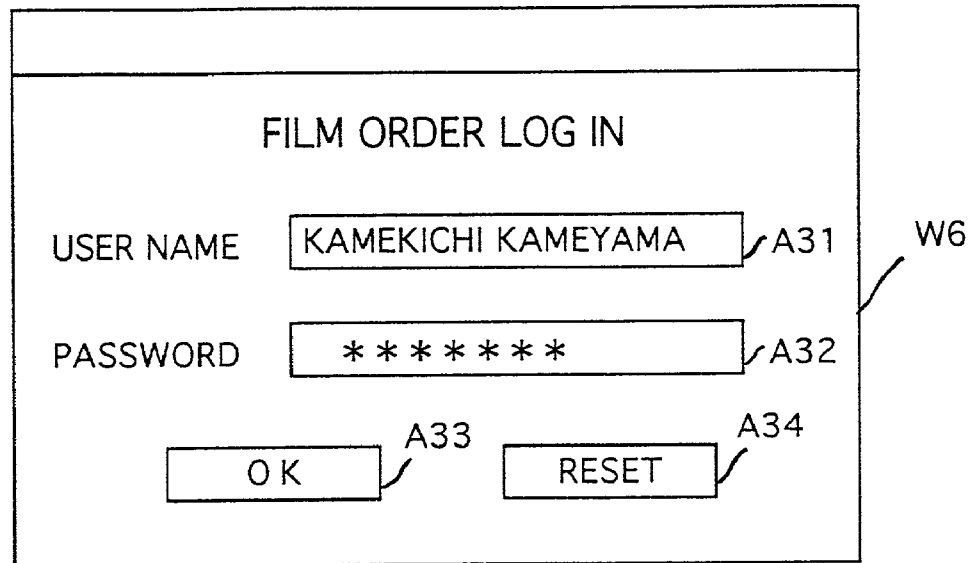 FILM ORDER LOG IN
USER NAME KAMEKICHI KAMEYAMA A31 W6
PASSWORD ******* A32
A33 A34
OK RESET